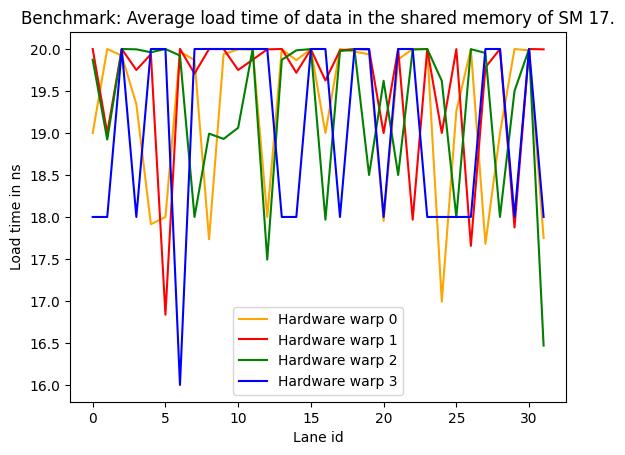 Benchmark: Average load time of data in the shared memory of SM 17.
Load time in ns
20.0
19.5
19.0
18.5
18.0
17.5
17.0
16.5
16.0
Hardware warp 0
Hardware warp 1
Hardware warp 2
Hardware warp 3
0 5 10 15 20 25 30
Lane id